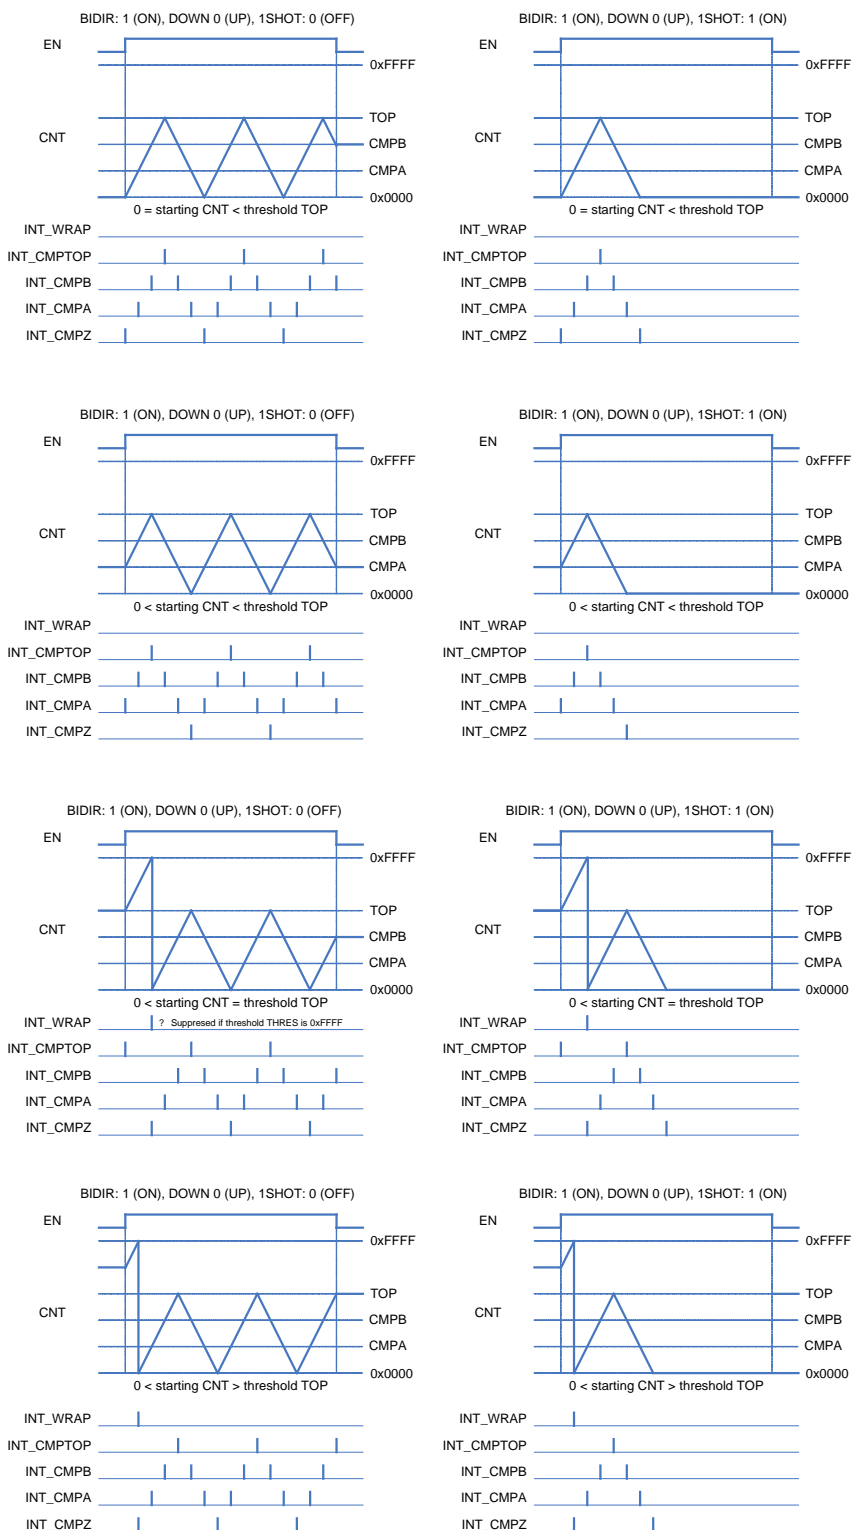 BIDIR: 1 (ON), DOWN 0 (UP), 1SHOT: 0 (OFF)
EN
0xFFFF
TOP
CNT
CMPB
CMPA
0x0000
0 = starting CNT < threshold TOP
INT_WRAP
INT_CMPTOP
INT_CMPB
INT_CMPA
INT_CMPZ
BIDIR: 1 (ON), DOWN 0 (UP), 1SHOT: 1 (ON)
EN
0xFFFF
TOP
CNT
CMPB
CMPA
0x0000
0 = starting CNT < threshold TOP
INT_WRAP
INT_CMPTOP
INT_CMPB
INT_CMPA
INT_CMPZ
BIDIR: 1 (ON), DOWN 0 (UP), 1SHOT: 0 (OFF)
EN
0xFFFF
TOP
CNT
CMPB
CMPA
0x0000
0 < starting CNT < threshold TOP
INT_WRAP
INT_CMPTOP
INT_CMPB
INT_CMPA
INT_CMPZ
BIDIR: 1 (ON), DOWN 0 (UP), 1SHOT: 1 (ON)
EN
0xFFFF
TOP
CNT
CMPB
CMPA
0x0000
0 < starting CNT < threshold TOP
INT_WRAP
INT_CMPTOP
INT_CMPB
INT_CMPA
INT_CMPZ
BIDIR: 1 (ON), DOWN 0 (UP), 1SHOT: 0 (OFF)
EN
0xFFFF
TOP
CNT
CMPB
CMPA
0x0000
0 < starting CNT = threshold TOP
INT_WRAP
? Suppresed if threshold THRES is 0xFFFF
INT_CMPTOP
INT_CMPB
INT_CMPA
INT_CMPZ
BIDIR: 1 (ON), DOWN 0 (UP), 1SHOT: 1 (ON)
EN
0xFFFF
TOP
CNT
CMPB
CMPA
0x0000
0 < starting CNT = threshold TOP
INT_WRAP
INT_CMPTOP
INT_CMPB
INT_CMPA
INT_CMPZ
BIDIR: 1 (ON), DOWN 0 (UP), 1SHOT: 0 (OFF)
EN
0xFFFF
TOP
CNT
CMPB
CMPA
0x0000
0 < starting CNT > threshold TOP
INT_WRAP
INT_CMPTOP
INT_CMPB
INT_CMPA
INT_CMPZ
BIDIR: 1 (ON), DOWN 0 (UP), 1SHOT: 1 (ON)
EN
0xFFFF
TOP
CNT
CMPB
CMPA
0x0000
0 < starting CNT > threshold TOP
INT_WRAP
INT_CMPTOP
INT_CMPB
INT_CMPA
INT_CMPZ